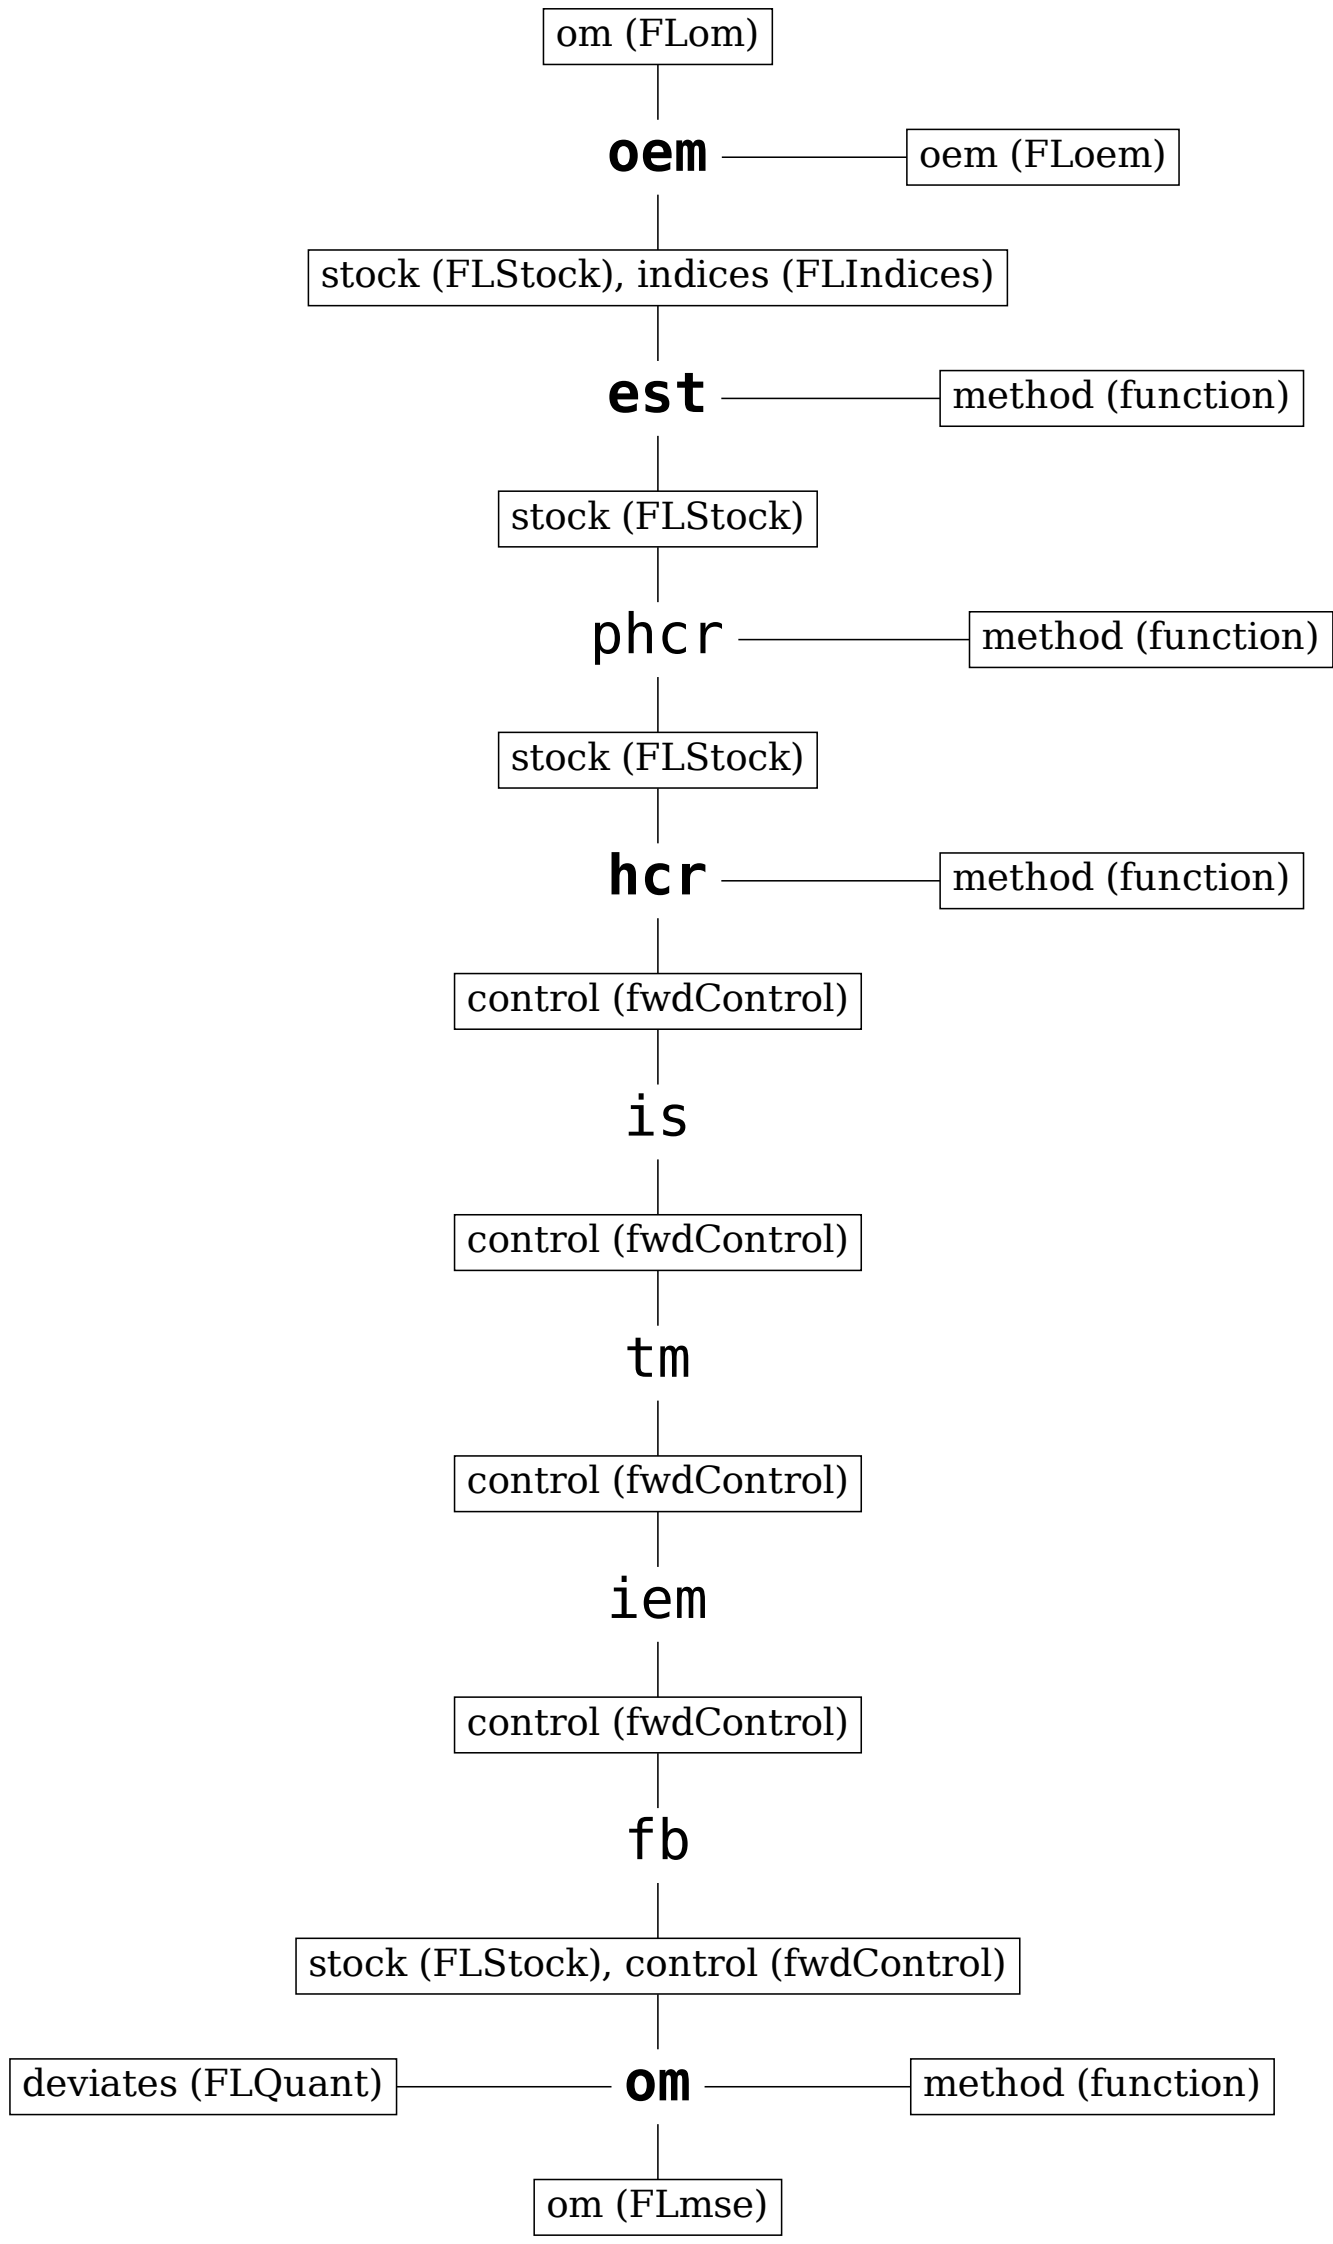 om (FLom)
oem
oem (FLoem)
stock (FLStock), indices (FLIndices)
est
method (function)
stock (FLStock)
phcr
method (function)
stock (FLStock)
hcr
method (function)
control (fwdControl)
is
control (fwdControl)
tm
control (fwdControl)
iem
control (fwdControl)
fb
stock (FLStock), control (fwdControl)
deviates (FLQuant)
om
method (function)
om (FLmse)